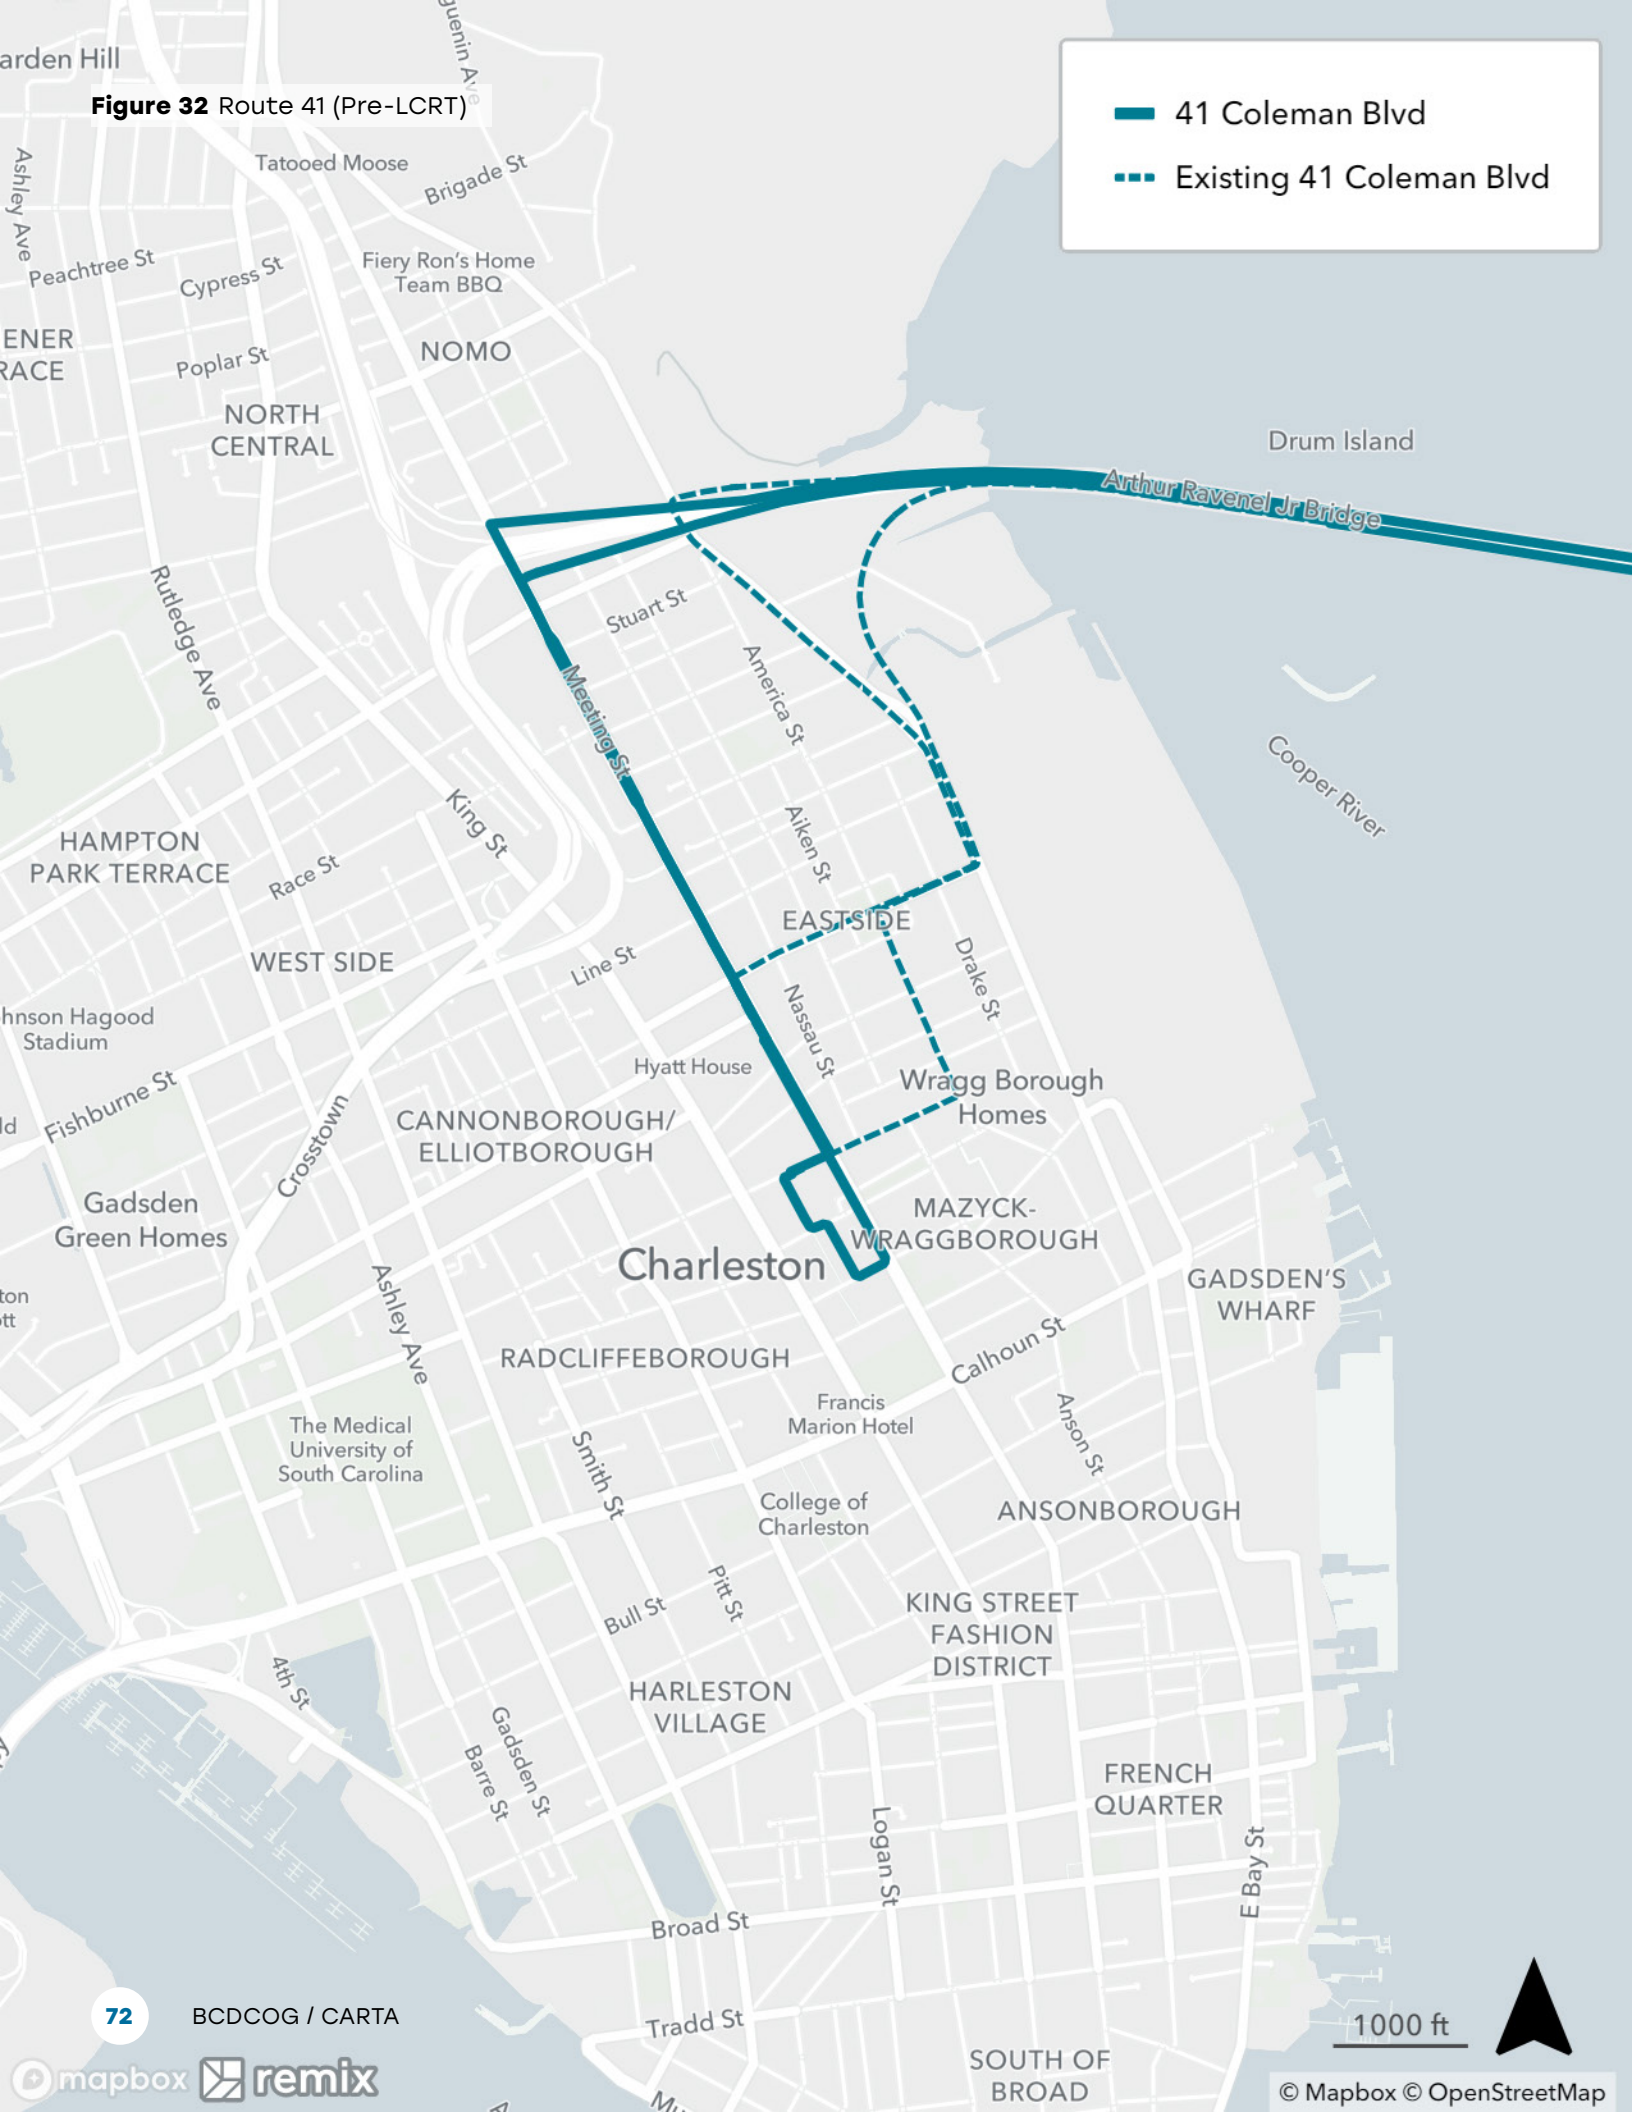 arden Hill
Figure 32 Route 41 (Pre-LCRT)
41 Coleman Blvd
Existing 41 Coleman Blvd
Tatooed Moose
Brigade St
Ashley Ave
Peachtree St
Cypress St
Fiery Ron's Home
Team BBQ
ENER
RACE
Poplar St
NOMO
NORTH
CENTRAL
Drum Island
Arthur Ravenel Jr Bridge
Rutledge Ave
Stuart St
America St
Meeting St
Cooper River
King St
Aiken St
HAMPTON
PARK TERRACE
Race St
EASTSIDE
WEST SIDE
Line St
Drake St
Nassau St
hnson Hagood
Stadium
Hyatt House
Wragg Borough
Homes
Fishburne St
ld
Crosstown
CANNONBOROUGH/
ELLIOTBOROUGH
Gadsden
Green Homes
MAZYCK-
WRAGGBOROUGH
Charleston
GADSDEN'S
WHARF
ton
ott
Ashley Ave
Calhoun St
RADCLIFFEBOROUGH
Francis
Marion Hotel
Anson St
The Medical
University of
South Carolina
Smith St
College of
Charleston
ANSONBOROUGH
Pitt St
Bull St
KING STREET
FASHION
DISTRICT
4th St
HARLESTON
VILLAGE
Gadsden St
Barre St
FRENCH
QUARTER
Logan St
E Bay St
Broad St
72 BCDCOG / CARTA
Tradd St
1000 ft
SOUTH OF
BROAD
mapbox remix
© Mapbox © OpenStreetMap